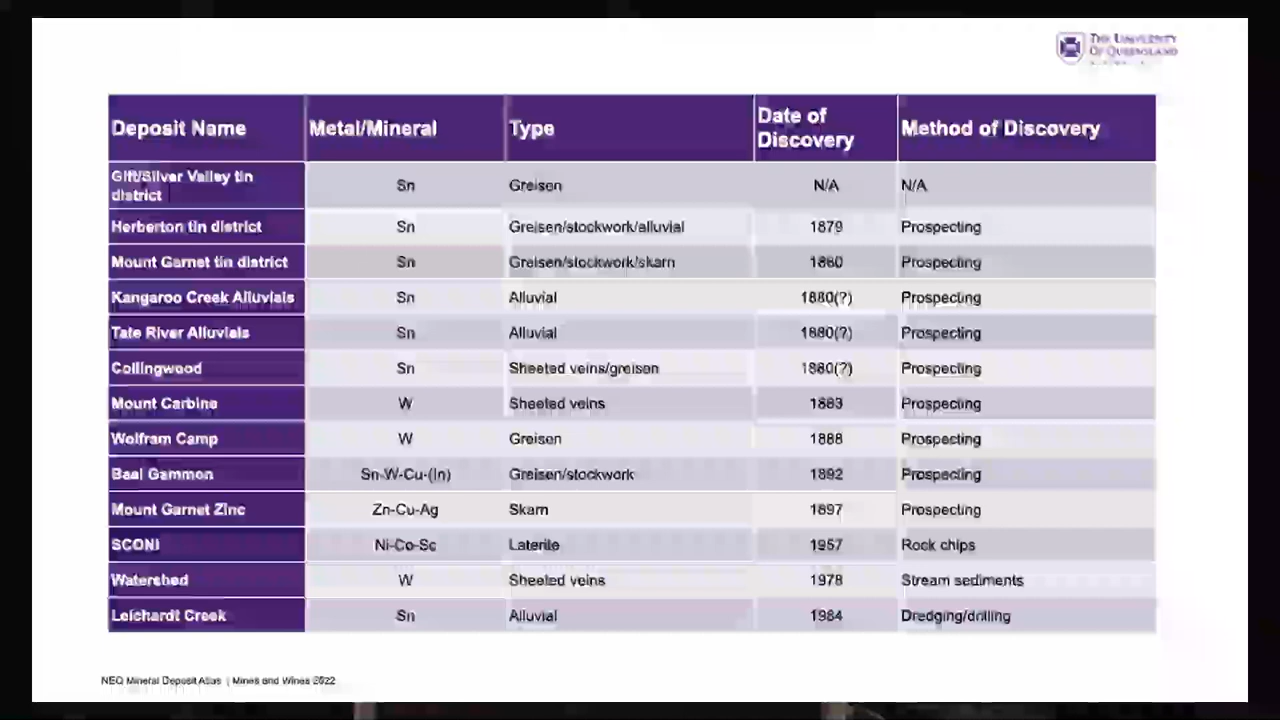 THE UNIVERSITY
OF QUEENSLAND
Deposit Name Metal/Mineral Type Date of Discovery Method of Discovery
Gift/Silver Valley tin district Sn Greisen N/A N/A
Herberton tin district Sn Greisen/stockwork/alluvial 1879 Prospecting
Mount Garnet tin district Sn Greisen/stockwork/skarn 1880 Prospecting
Kangaroo Creek Alluvials Sn Alluvial 1880(?) Prospecting
Tate River Alluvials Sn Alluvial 1880(?) Prospecting
Collingwood Sn Sheeted veins/greisen 1880(?) Prospecting
Mount Carbine W Sheeted veins 1883 Prospecting
Wolfram Camp W Greisen 1888 Prospecting
Baal Gammon Sn-W-Cu-(In) Greisen/stockwork 1892 Prospecting
Mount Garnet Zinc Zn-Cu-Ag Skarn 1897 Prospecting
SCONI Ni-Co-Sc Laterite 1957 Rock chips
Watershed W Sheeted veins 1978 Stream sediments
Leichardt Creek Sn Alluvial 1984 Dredging/drilling
NEQ Mineral Deposit Atlas | Mines and Wines 2022